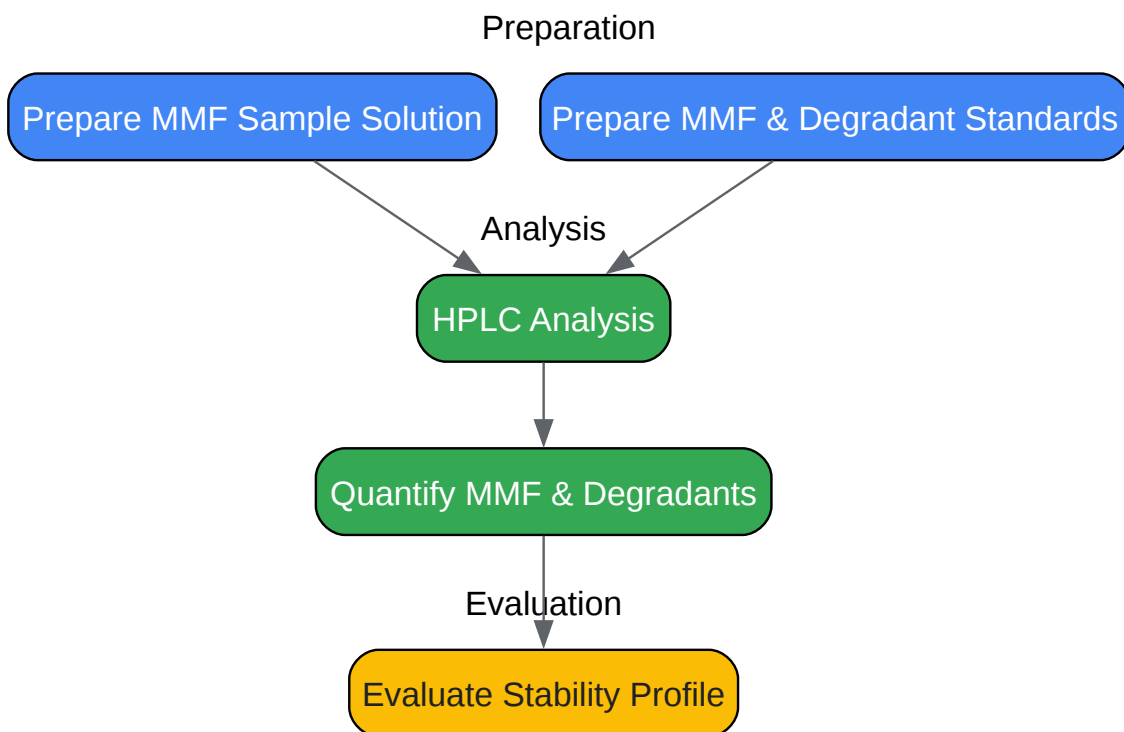 Preparation
Prepare MMF Sample Solution
Prepare MMF & Degradant Standards
Analysis
HPLC Analysis
Quantify MMF & Degradants
Evaluation
Evaluate Stability Profile